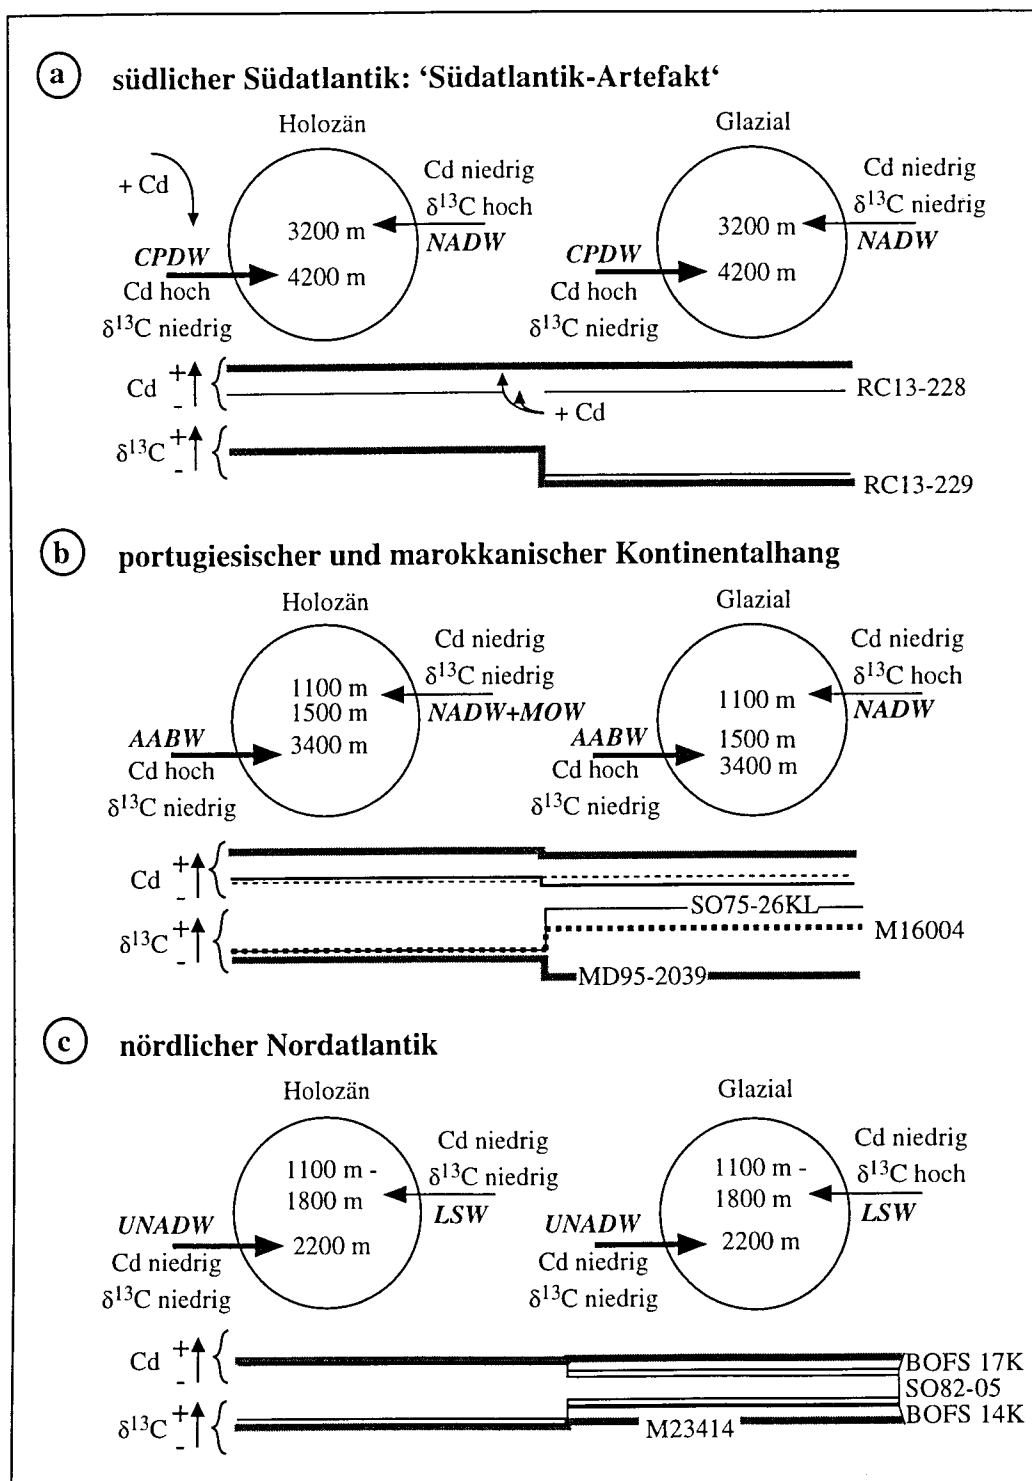 a südlicher Südatlantik: ‘Südatlantik-Artefakt‘
Holozän
Glazial
+ Cd
Cd niedrig
δ¹³C hoch
NADW
3200 m
4200 m
CPDW
Cd hoch
δ¹³C niedrig
Cd niedrig
δ¹³C niedrig
NADW
3200 m
4200 m
CPDW
Cd hoch
δ¹³C niedrig
Cd + -
RC13-228
+ Cd
δ¹³C + -
RC13-229
b portugiesischer und marokkanischer Kontinentalhang
Holozän
Glazial
Cd niedrig
δ¹³C niedrig
NADW+MOW
1100 m
1500 m
3400 m
AABW
Cd hoch
δ¹³C niedrig
Cd niedrig
δ¹³C hoch
NADW
1100 m
1500 m
3400 m
AABW
Cd hoch
δ¹³C niedrig
Cd + -
SO75-26KL
δ¹³C + -
M16004
MD95-2039
c nördlicher Nordatlantik
Holozän
Glazial
Cd niedrig
δ¹³C niedrig
LSW
1100 m -
1800 m
2200 m
UNADW
Cd niedrig
δ¹³C niedrig
Cd niedrig
δ¹³C hoch
LSW
1100 m -
1800 m
2200 m
UNADW
Cd niedrig
δ¹³C niedrig
Cd + -
BOFS 17K
SO82-05
δ¹³C + -
BOFS 14K
M23414